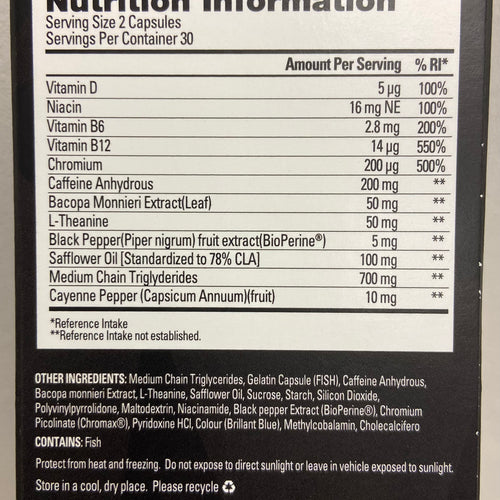 Nutrition Information
Serving Size 2 Capsules
Servings Per Container 30
Amount Per Serving % RI*
Vitamin D 5 µg 100%
Niacin 16 mg NE 100%
Vitamin B6 2.8 mg 200%
Vitamin B12 14 µg 550%
Chromium 200 µg 500%
Caffeine Anhydrous 200 mg **
Bacopa Monnieri Extract(Leaf) 50 mg **
L-Theanine 50 mg **
Black Pepper(Piper nigrum) fruit extract(BioPerine®) 5 mg **
Safflower Oil [Standardized to 78% CLA] 100 mg **
Medium Chain Triglyderides 700 mg **
Cayenne Pepper (Capsicum Annuum)(fruit) 10 mg **
*Reference Intake
**Reference Intake not established.
OTHER INGREDIENTS: Medium Chain Triglycerides, Gelatin Capsule (FISH), Caffeine Anhydrous,
Bacopa monnieri Extract, L-Theanine, Safflower Oil, Sucrose, Starch, Silicon Dioxide,
Polyvinylpyrrolidone, Maltodextrin, Niacinamide, Black pepper Extract (BioPerine®), Chromium
Picolinate (Chromax®), Pyridoxine HCl, Colour (Brilliant Blue), Methylcobalamin, Cholecalcifero
CONTAINS: Fish
Protect from heat and freezing. Do not expose to direct sunlight or leave in vehicle exposed to sunlight.
Store in a cool, dry place. Please recycle